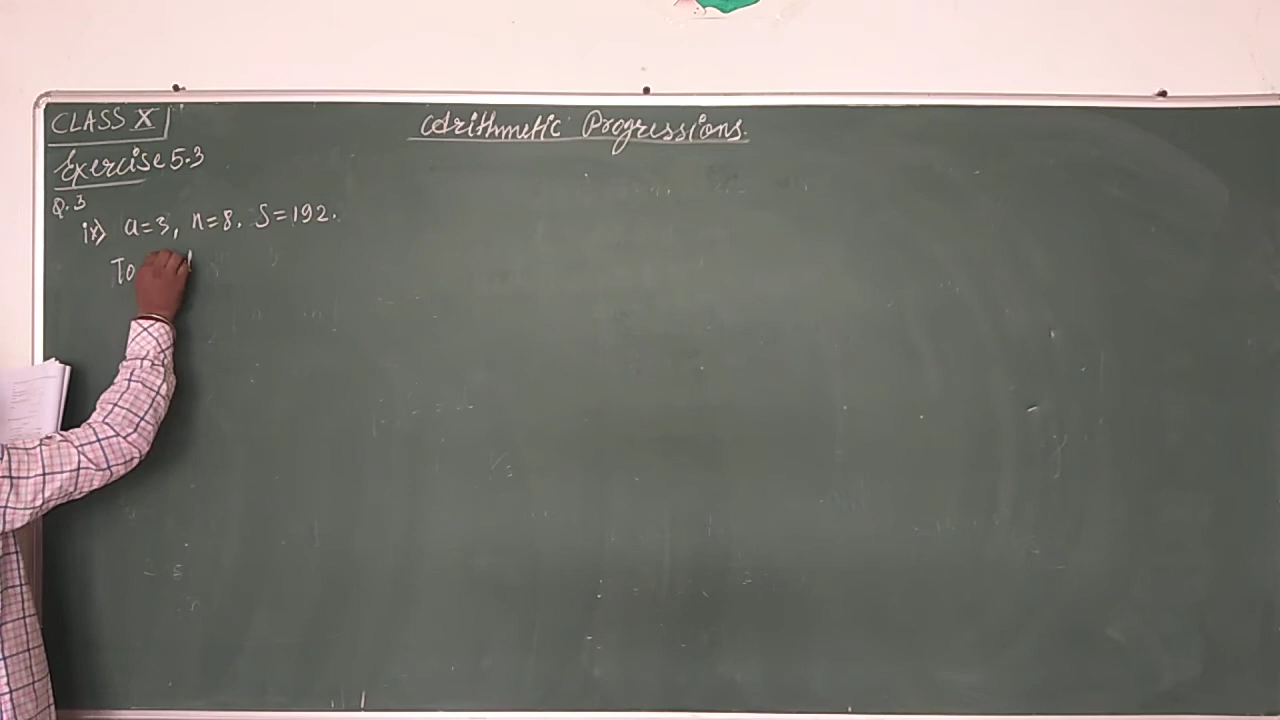 CLASS X
Arithmetic Progressions.
Exercise 5.3
Q.3
ix) a=3, n=8. S=192.
To